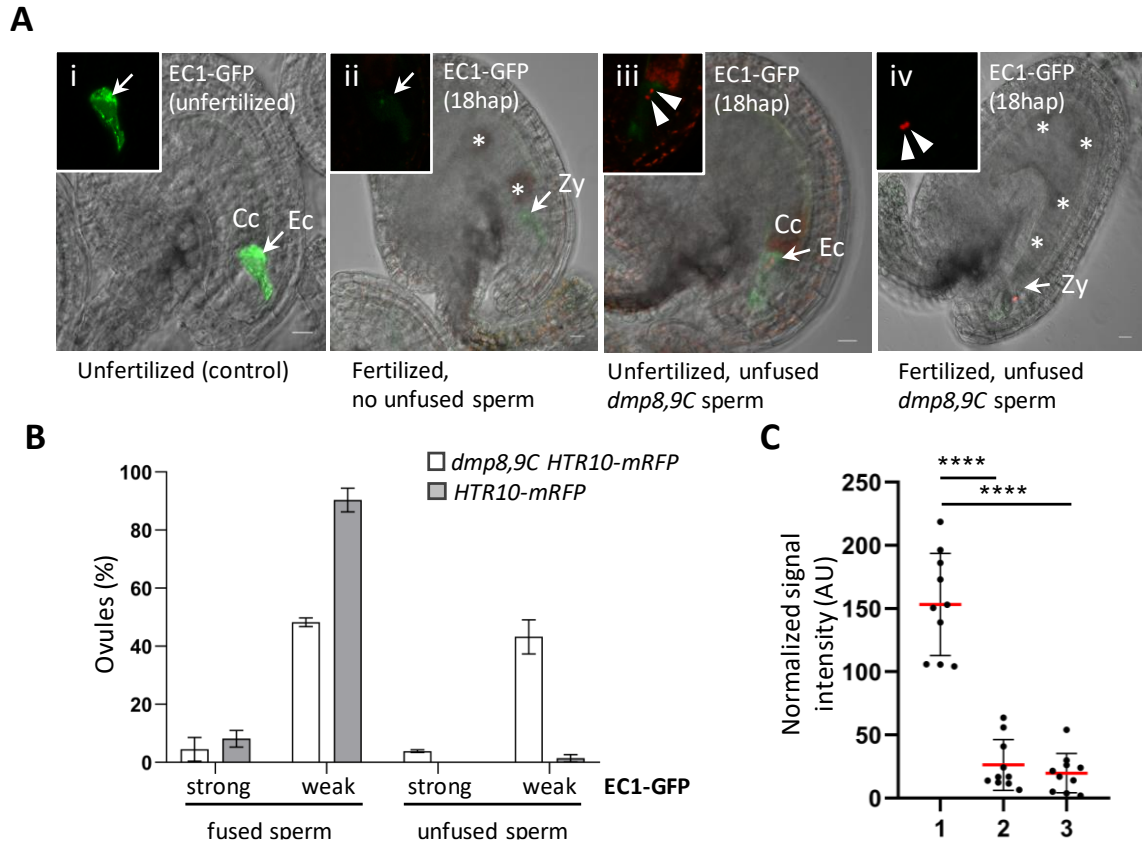 A
i
EC1-GFP
(unfertilized)
Cc
Ec
Unfertilized (control)
ii
EC1-GFP
(18hap)
*
*
Zy
Fertilized,
no unfused sperm
iii
EC1-GFP
(18hap)
Cc
Ec
Unfertilized, unfused
dmp8,9C sperm
iv
EC1-GFP
(18hap)
*
*
*
*
Zy
Fertilized, unfused
dmp8,9C sperm
B
dmp8,9C HTR10-mRFP
HTR10-mRFP
Ovules (%)
100
80
60
40
20
0
strong weak strong weak EC1-GFP
fused sperm unfused sperm
C
****
****
Normalized signal
intensity (AU)
250
200
150
100
50
0
1 2 3